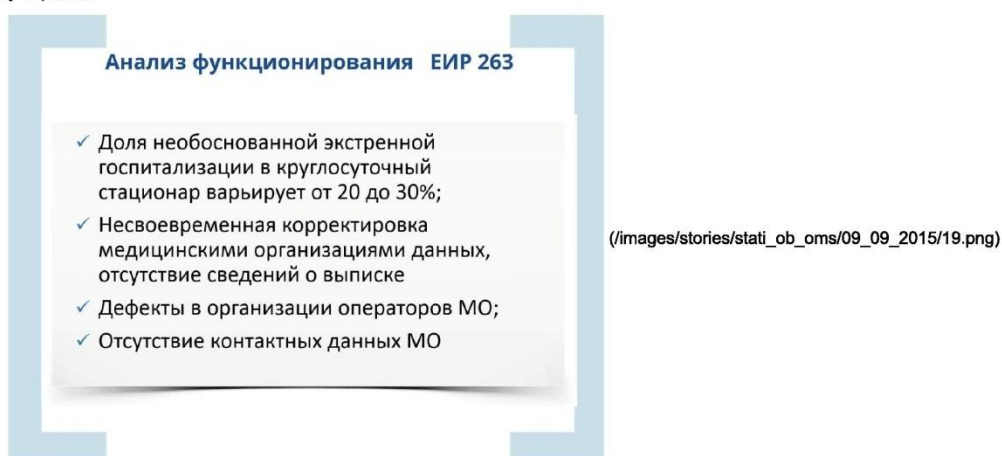 Анализ функционирования ЕИР 263
✓ Доля необоснованной экстренной
госпитализации в круглосуточный
стационар варьирует от 20 до 30%;
✓ Несвоевременная корректировка
медицинскими организациями данных,
отсутствие сведений о выписке
✓ Дефекты в организации операторов МО;
✓ Отсутствие контактных данных МО
(/images/stories/stati_ob_oms/09_09_2015/19.png)